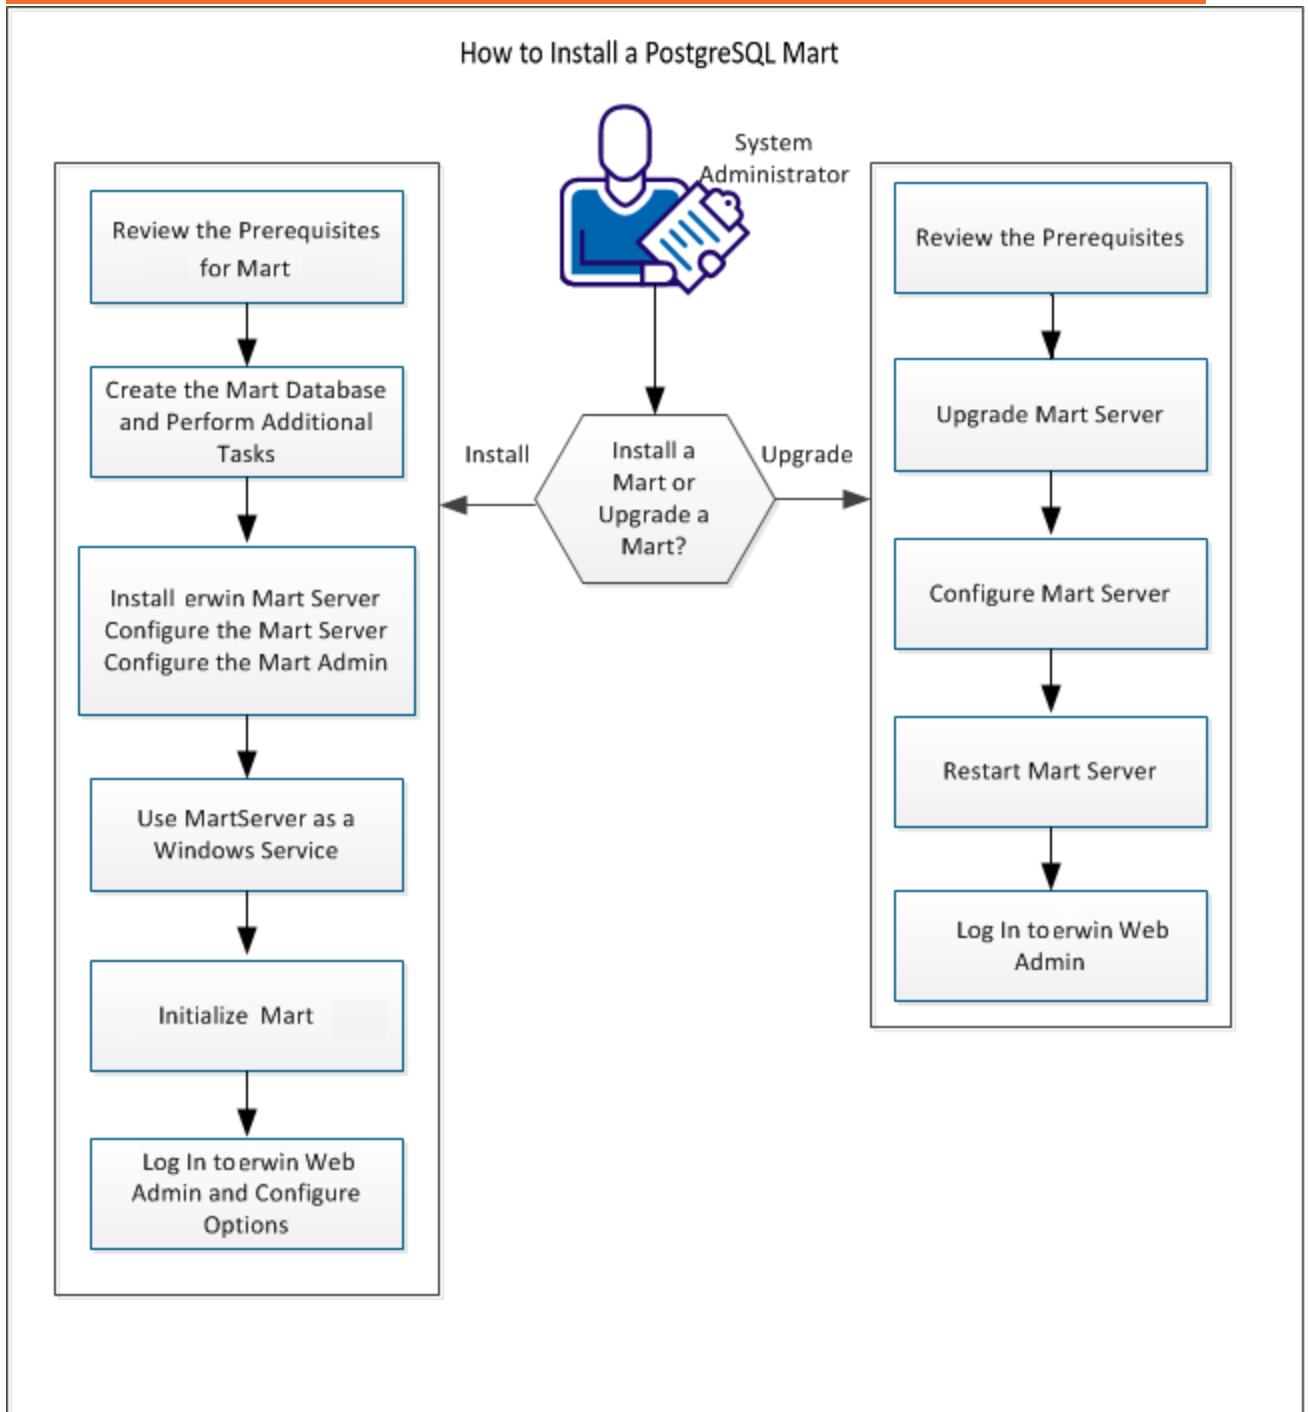 How to Install a PostgreSQL Mart
System
Administrator
Review the Prerequisites
for Mart
Create the Mart Database
and Perform Additional
Tasks
Install erwin Mart Server
Configure the Mart Server
Configure the Mart Admin
Use MartServer as a
Windows Service
Initialize Mart
Log In to erwin Web
Admin and Configure
Options
Install
Install a
Mart or
Upgrade a
Mart?
Upgrade
Review the Prerequisites
Upgrade Mart Server
Configure Mart Server
Restart Mart Server
Log In to erwin Web
Admin